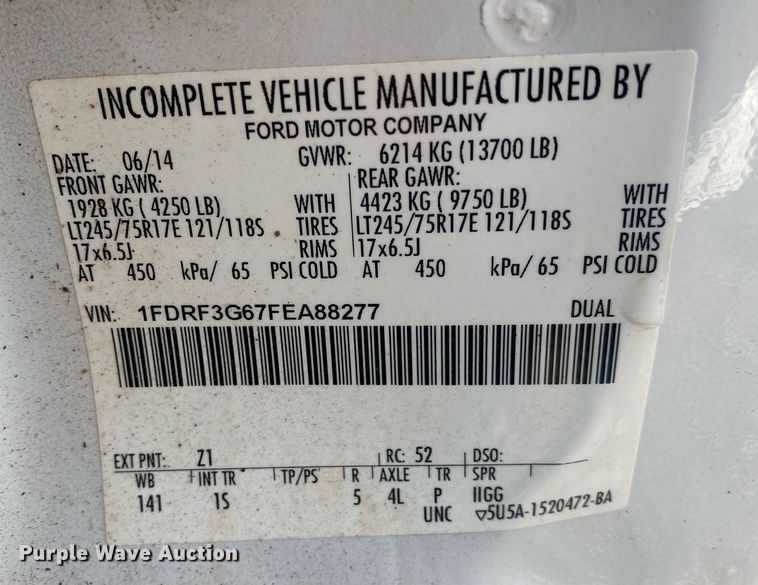 INCOMPLETE VEHICLE MANUFACTURED BY
FORD MOTOR COMPANY
DATE: 06/14 GVWR: 6214 KG (13700 LB)
FRONT GAWR: REAR GAWR:
1928 KG ( 4250 LB) WITH 4423 KG ( 9750 LB) WITH
LT245/75R17E 121/118S TIRES LT245/75R17E 121/118S TIRES
17x6.5J RIMS 17x6.5J RIMS
AT 450 kPa/ 65 PSI COLD AT 450 kPa/ 65 PSI COLD
VIN: 1FDRF3G67FEA88277 DUAL
EXT PNT: Z1 RC: 52 DSO:
WB INT TR TP/PS R AXLE TR SPR
141 1S 5 4L P IIGG
UNC ▽5U5A-1520472-BA
Purple Wave Auction